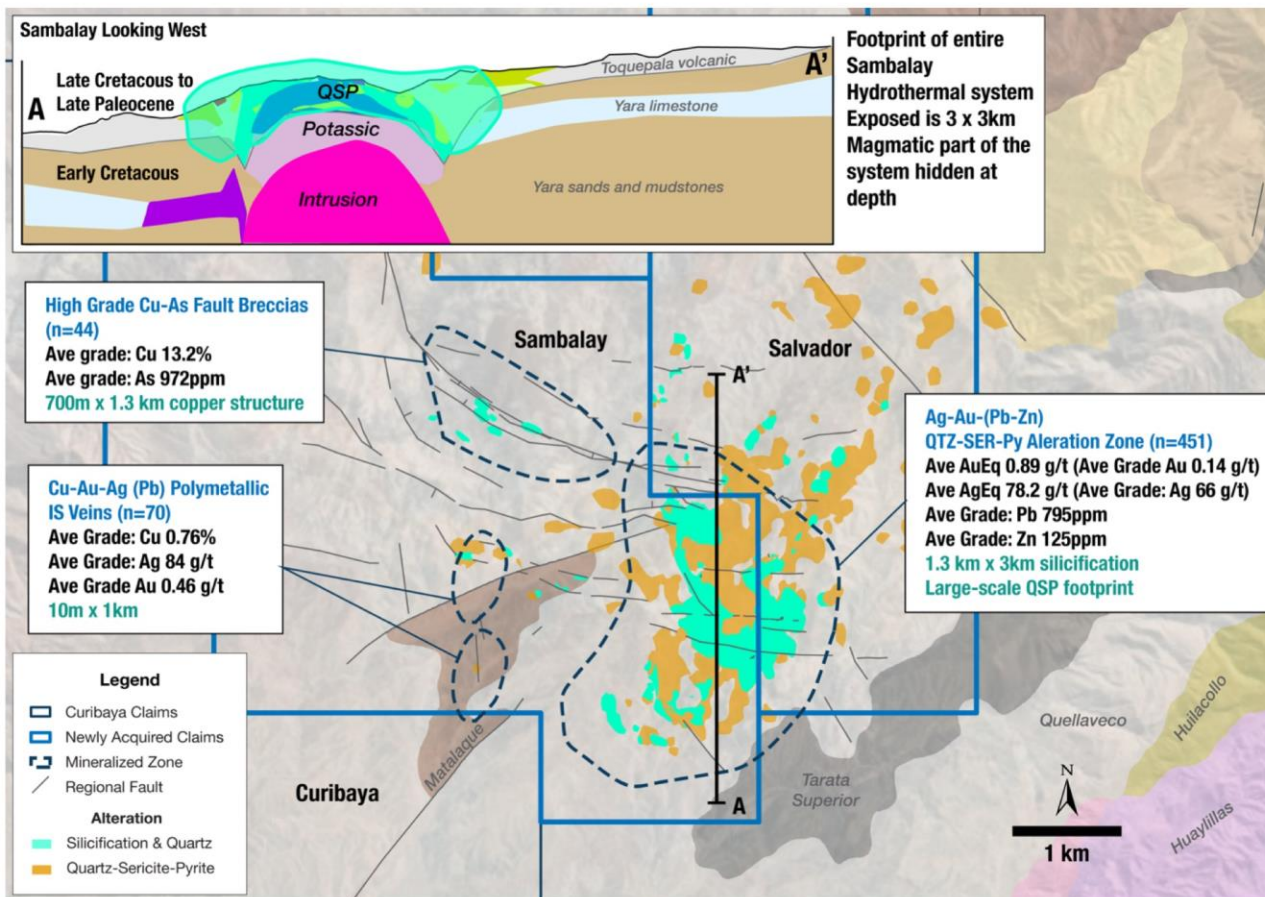 Sambalay Looking West
Late Cretacous to
Late Paleocene
A
QSP
Toquepala volcanic
A'
Potassic
Yara limestone
Early Cretacous
Intrusion
Yara sands and mudstones
Footprint of entire
Sambalay
Hydrothermal system
Exposed is 3 x 3km
Magmatic part of the
system hidden at
depth
High Grade Cu-As Fault Breccias
(n=44)
Ave grade: Cu 13.2%
Ave grade: As 972ppm
700m x 1.3 km copper structure
Sambalay
Salvador
A'
Cu-Au-Ag (Pb) Polymetallic
IS Veins (n=70)
Ave Grade: Cu 0.76%
Ave Grade: Ag 84 g/t
Ave Grade Au 0.46 g/t
10m x 1km
Ag-Au-(Pb-Zn)
QTZ-SER-Py Aleration Zone (n=451)
Ave AuEq 0.89 g/t (Ave Grade Au 0.14 g/t)
Ave AgEq 78.2 g/t (Ave Grade: Ag 66 g/t)
Ave Grade: Pb 795ppm
Ave Grade: Zn 125ppm
1.3 km x 3km silicification
Large-scale QSP footprint
Legend
Curibaya Claims
Newly Acquired Claims
Mineralized Zone
Regional Fault
Alteration
Silicification & Quartz
Quartz-Sericite-Pyrite
Matalaque
Curibaya
A
Tarata
Superior
Quellaveco
Huilacollo
Huaylillas
N
1 km